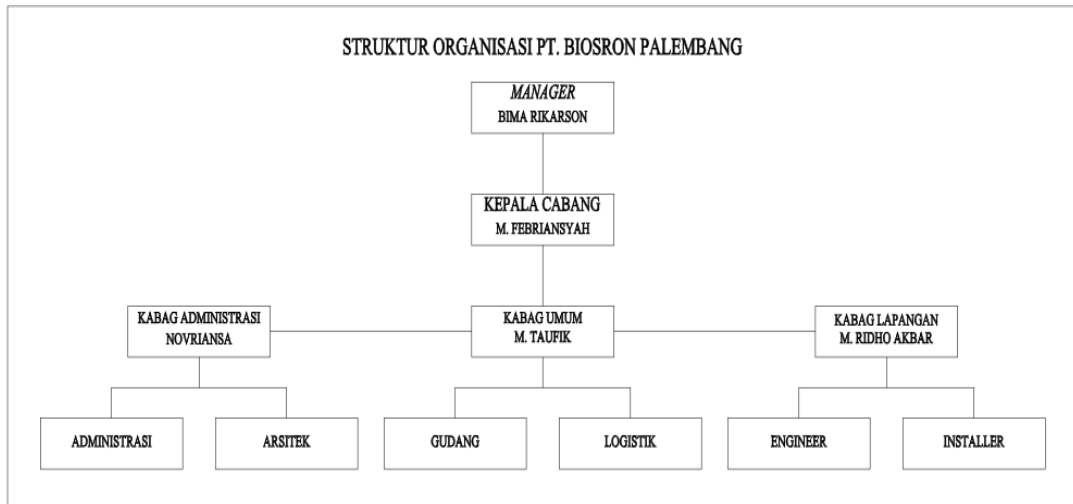 STRUKTUR ORGANISASI PT. BIOSRON PALEMBANG
MANAGER
BIMA RIKARSON
KEPALA CABANG
M. FEBRIANSYAH
KABAG ADMINISTRASI
NOVRIANSA
KABAG UMUM
M. TAUFIK
KABAG LAPANGAN
M. RIDHO AKBAR
ADMINISTRASI
ARSITEK
GUDANG
LOGISTIK
ENGINEER
INSTALLER